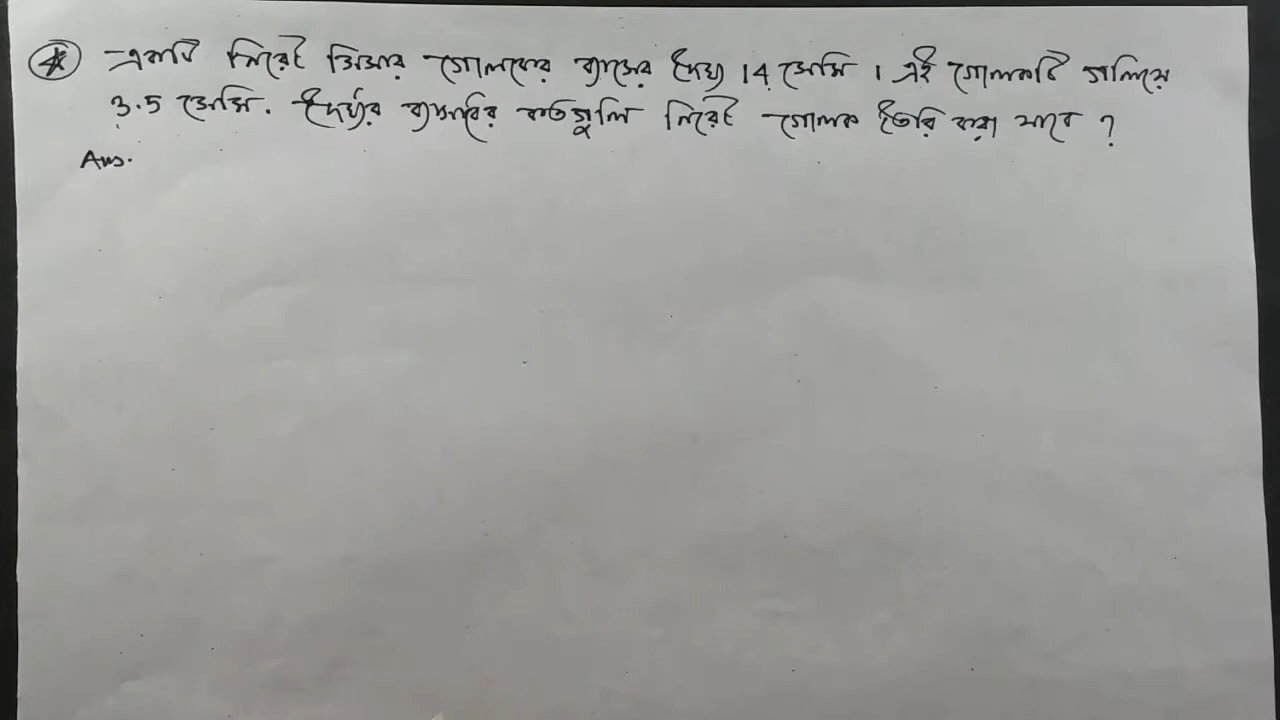 একটি নিরেট সিসার গোলকের ব্যাসের দৈর্ঘ্য 14 সেমি । এই গোলকটি গলিয়ে
3.5 সেমি. দৈর্ঘ্যের ব্যাসার্ধের কতগুলি নিরেট গোলক তৈরি করা যাবে ?
Ans.